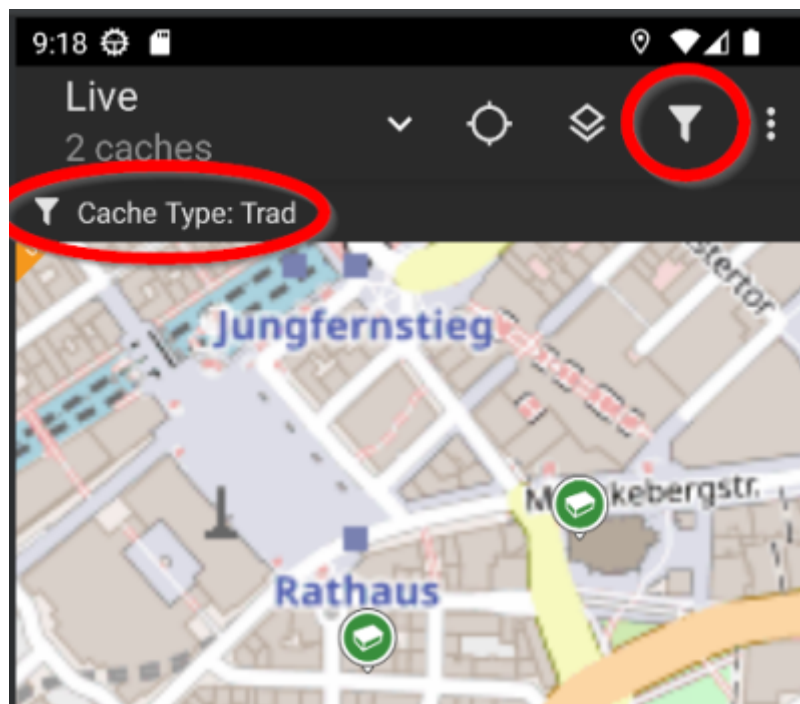 9:18
Live
2 caches
Cache Type: Trad
stertor
Jungfernstieg
kebergstr.
Rathaus